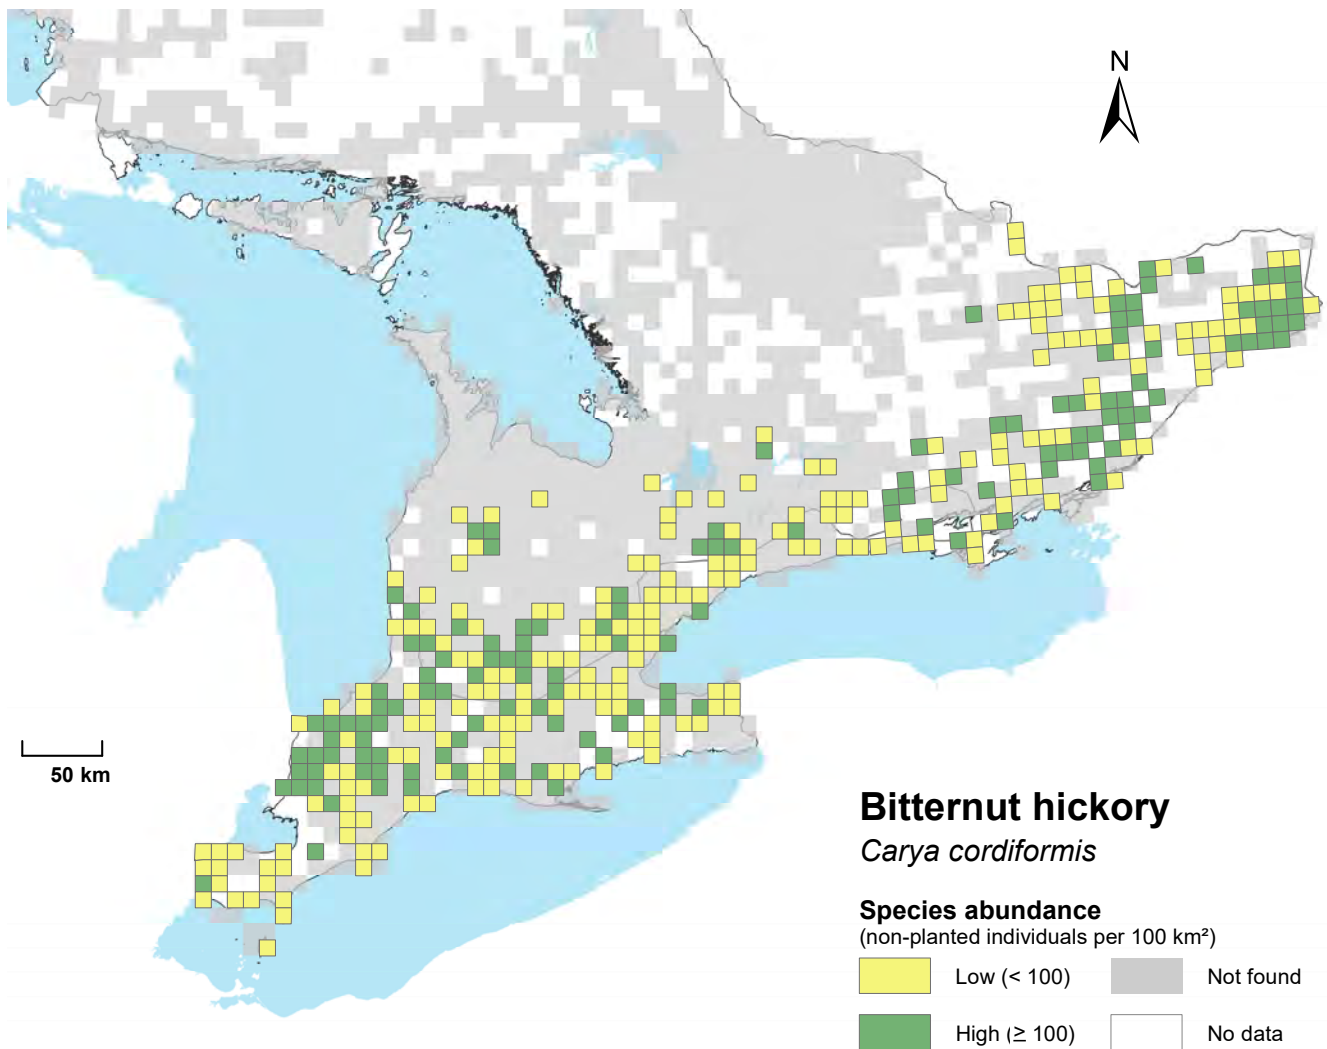 N
50 km
Bitternut hickory
Carya cordiformis
Species abundance
(non-planted individuals per 100 km²)
Low (< 100)
Not found
High (≥ 100)
No data